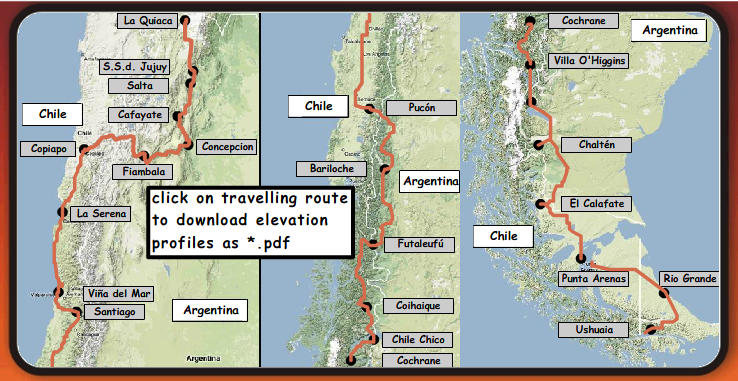 La Quiaca
S.S.d. Jujuy
Salta
Chile
Cafayate
Chile
Copiapo
Concepcion
Fiambala
click on travelling route
to download elevation
profiles as *.pdf
La Serena
Viña del Mar
Santiago
Argentina
Argentina
Chile
Pucón
Bariloche
Argentina
Futaleufú
Coihaique
Chile Chico
Cochrane
Cochrane
Argentina
Villa O'Higgins
Chaltén
El Calafate
Chile
Punta Arenas
Rio Grande
Ushuaia